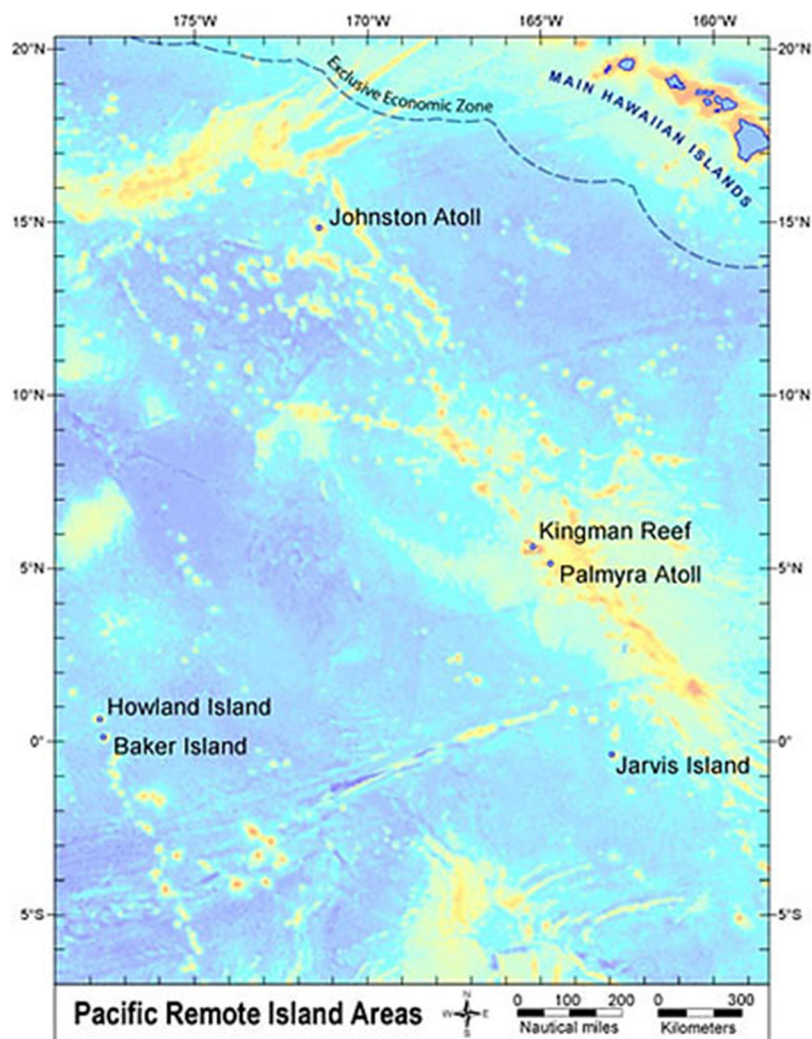 175°W 170°W 165°W 160°W
20°N 20°N
Exclusive Economic Zone
MAIN HAWAIIAN ISLANDS
15°N 15°N
Johnston Atoll
10°N 10°N
Kingman Reef
5°N 5°N
Palmyra Atoll
Howland Island
0° 0°
Baker Island
Jarvis Island
5°S 5°S
Pacific Remote Island Areas
N
W E
S
0 100 200
Nautical miles
0 300
Kilometers